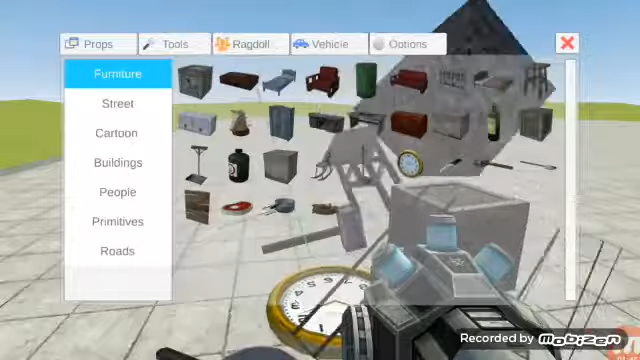 Props
Tools
Ragdoll
Vehicle
Options
Furniture
Street
Cartoon
Buildings
People
Primitives
Roads
Recorded by MOBIZEN